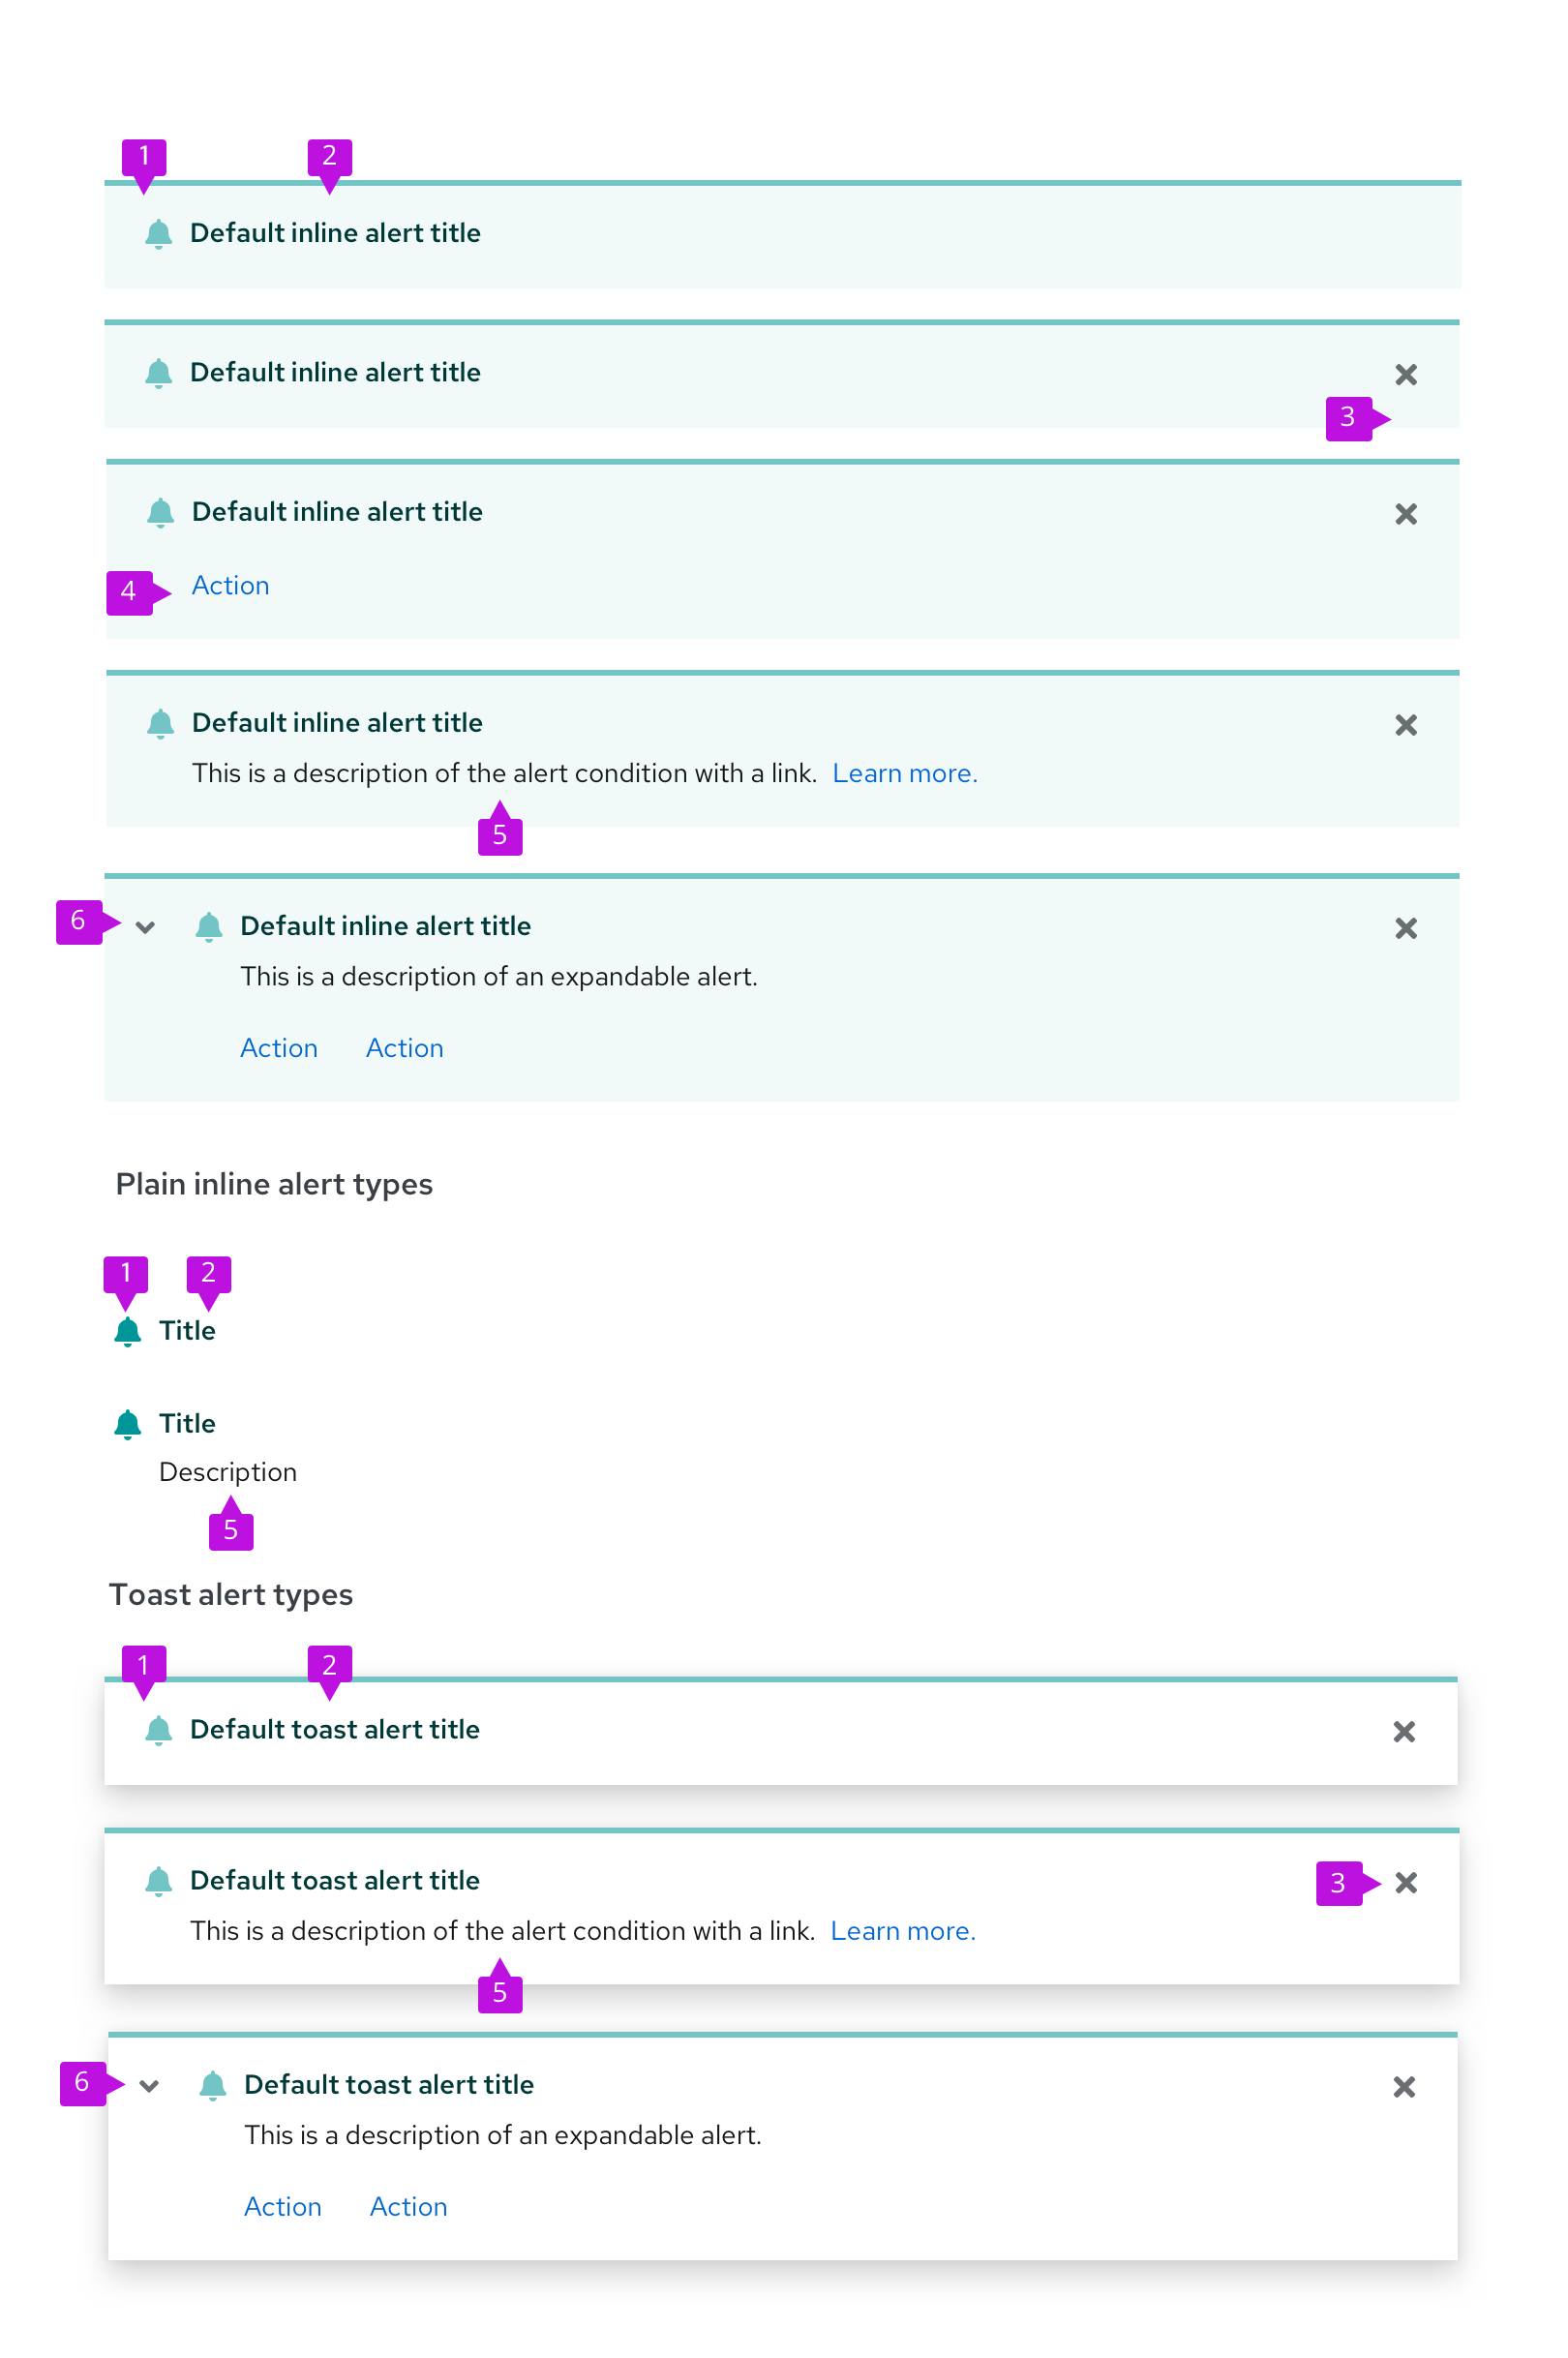 1 2
Default inline alert title
Default inline alert title
3
Default inline alert title
4 Action
Default inline alert title
This is a description of the alert condition with a link. Learn more.
5
6 Default inline alert title
This is a description of an expandable alert.
Action Action
Plain inline alert types
1 2
Title
Title
Description
5
Toast alert types
1 2
Default toast alert title
Default toast alert title
3
This is a description of the alert condition with a link. Learn more.
5
6 Default toast alert title
This is a description of an expandable alert.
Action Action